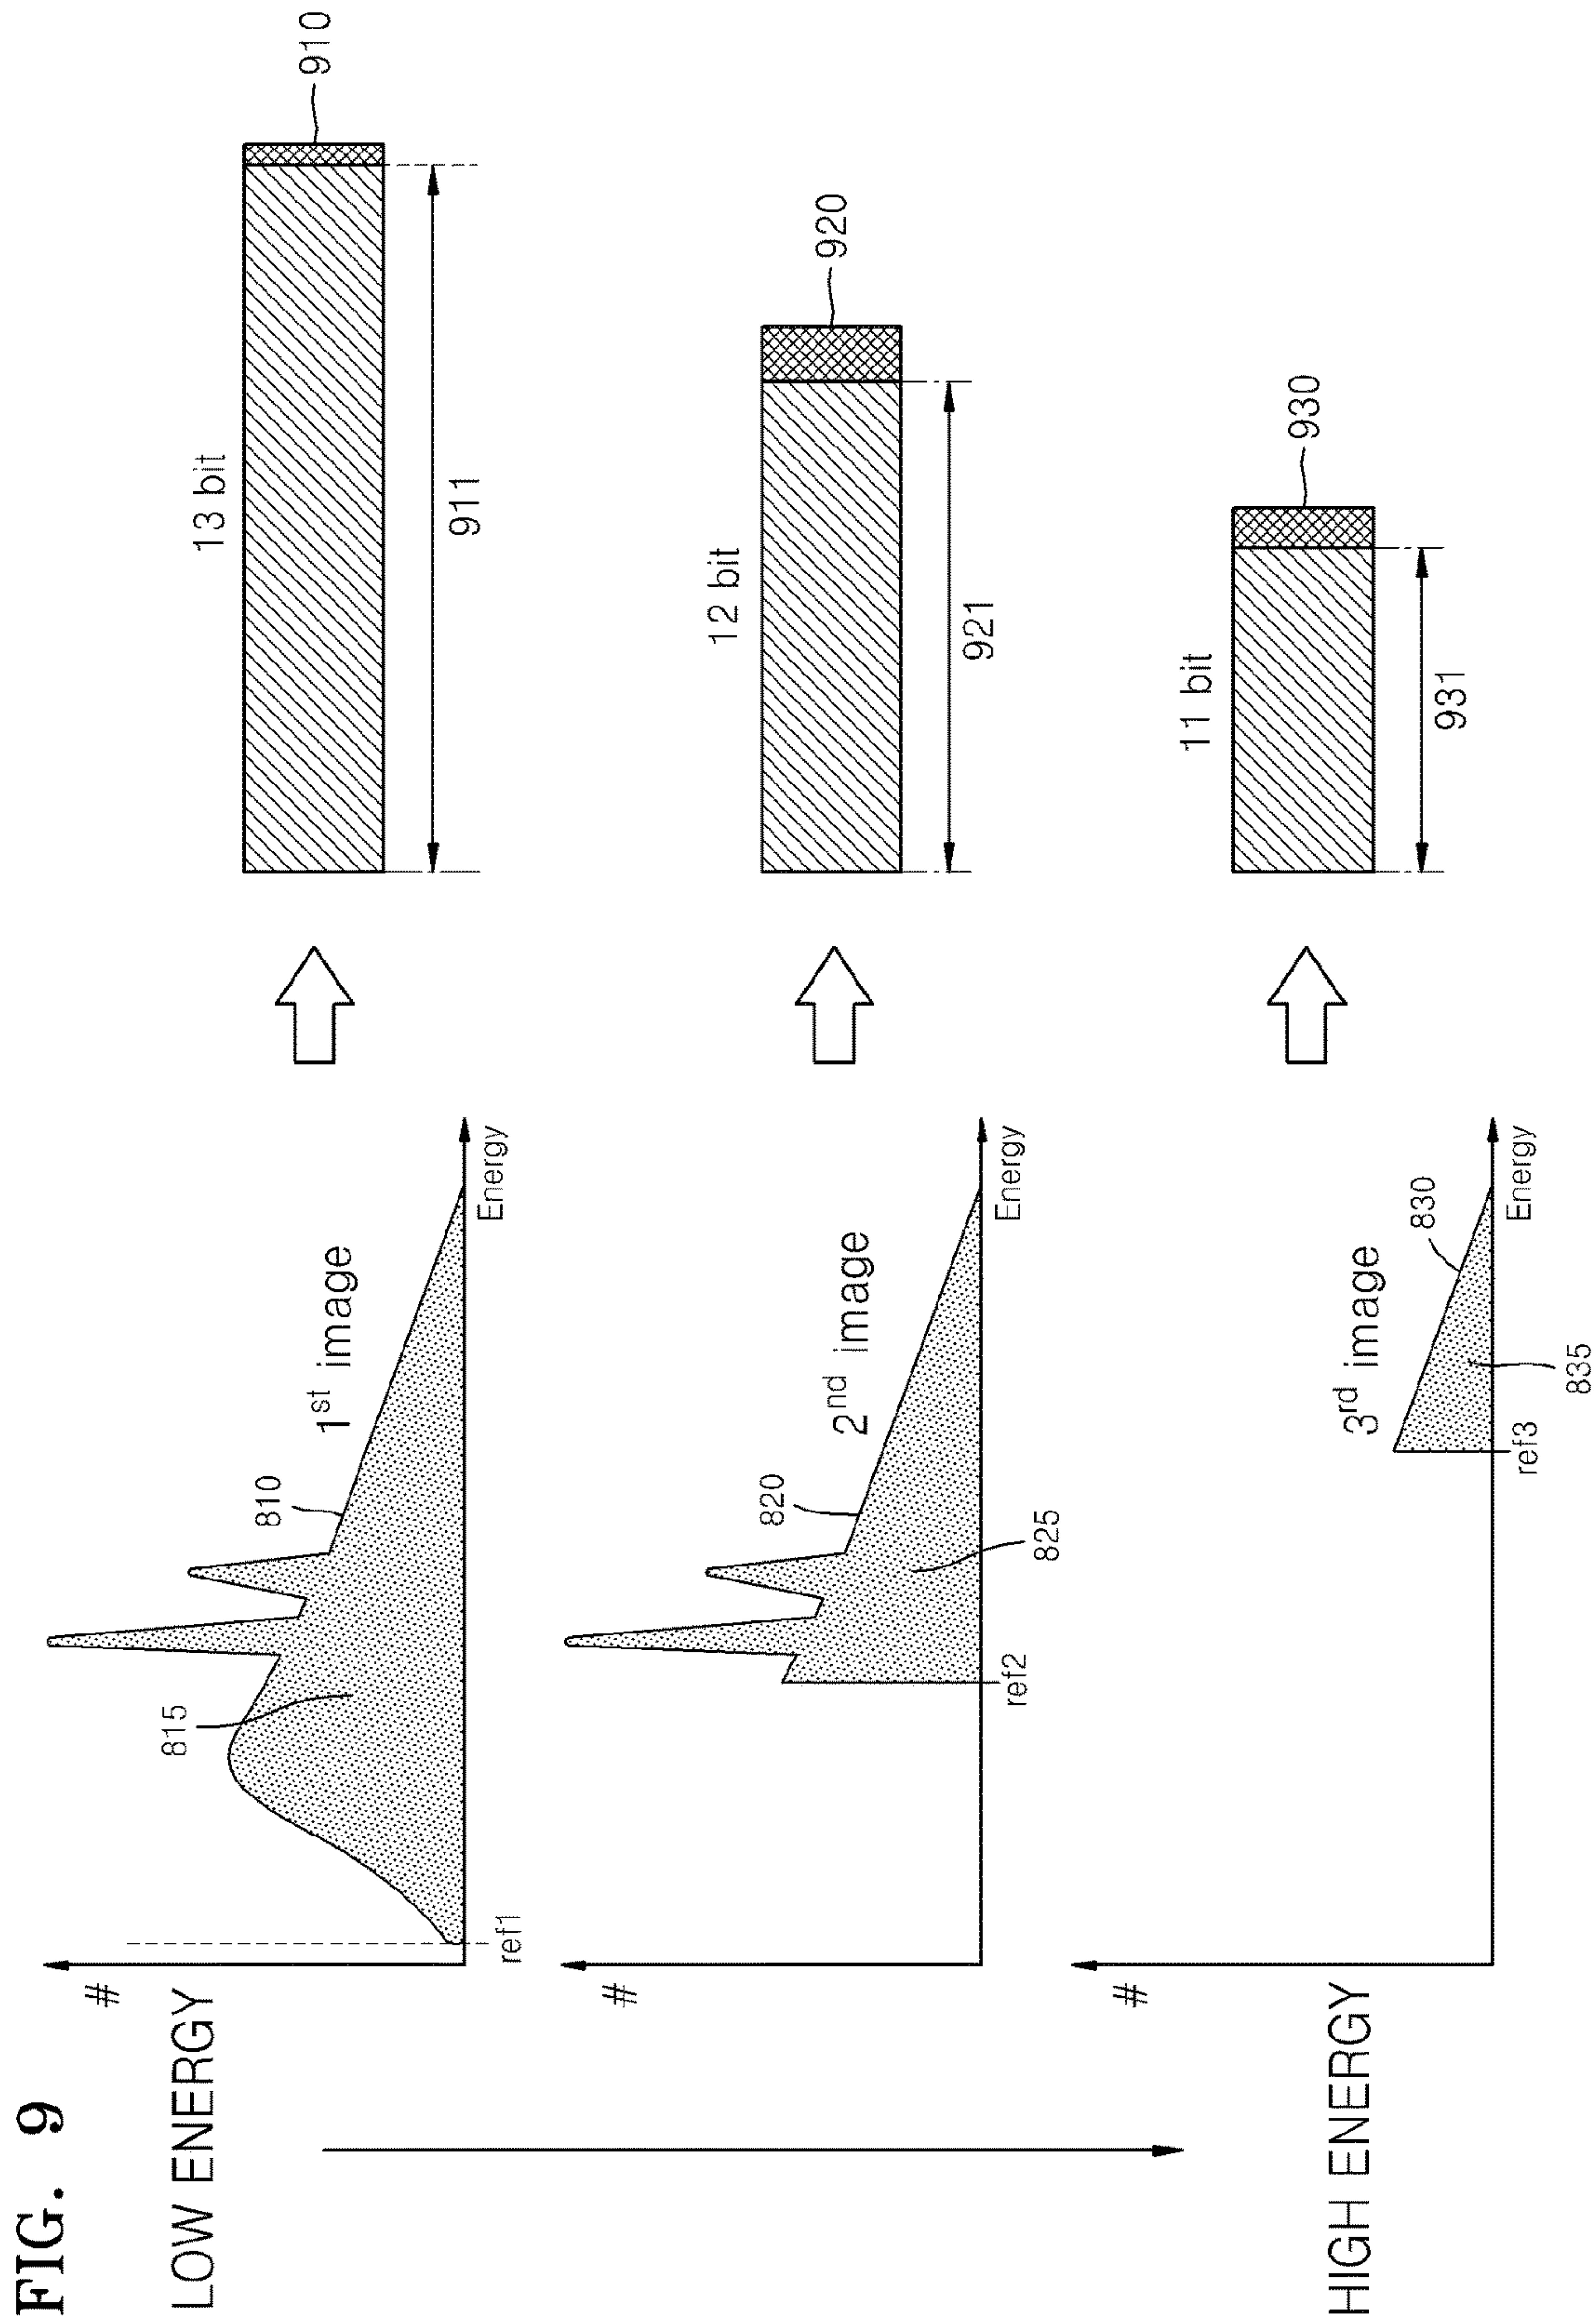 FIG. 9
LOW ENERGY
#
1st image
810
815
ref1
Energy
13 bit
910
911
#
2nd image
820
825
ref2
Energy
12 bit
920
921
HIGH ENERGY
#
3rd image
830
835
ref3
Energy
11 bit
930
931